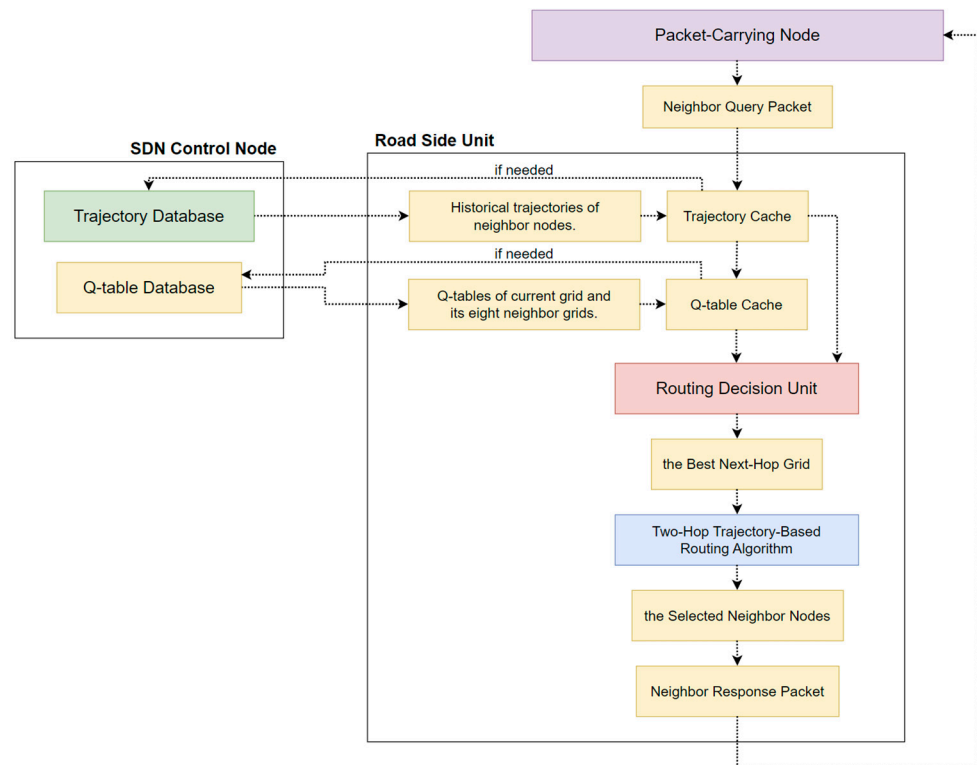 Packet-Carrying Node
Neighbor Query Packet
Road Side Unit
SDN Control Node
if needed
Trajectory Database
Historical trajectories of
neighbor nodes.
Trajectory Cache
if needed
Q-table Database
Q-tables of current grid and
its eight neighbor grids.
Q-table Cache
Routing Decision Unit
the Best Next-Hop Grid
Two-Hop Trajectory-Based
Routing Algorithm
the Selected Neighbor Nodes
Neighbor Response Packet